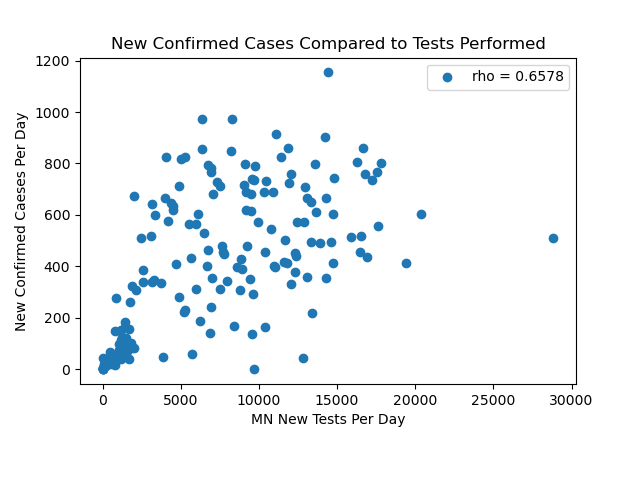 New Confirmed Cases Compared to Tests Performed
rho = 0.6578
1200
1000
800
600
400
200
0
New Confirmed Caeses Per Day
0 5000 10000 15000 20000 25000 30000
MN New Tests Per Day